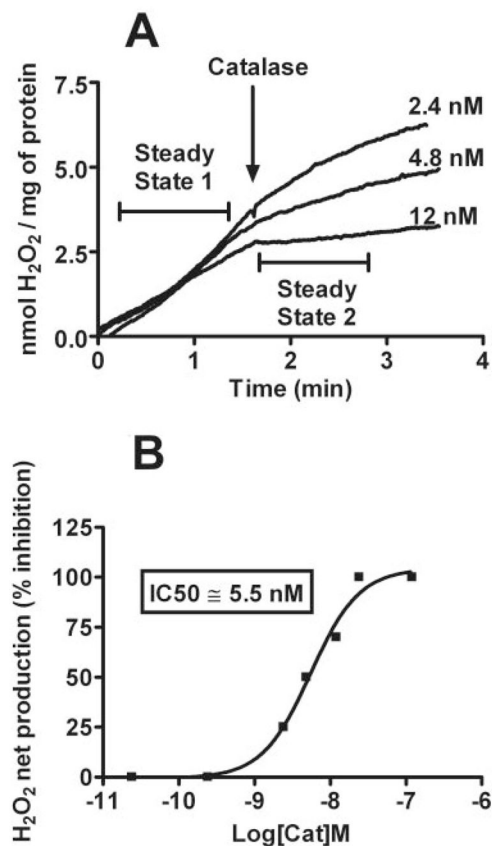 A
Catalase
2.4 nM
4.8 nM
12 nM
Steady
State 1
Steady
State 2
nmol H₂O₂ / mg of protein
7.5
5.0
2.5
0.0
0 1 2 3 4
Time (min)
B
H₂O₂ net production (% inhibition)
125
100
75
50
25
0
IC50 ≅ 5.5 nM
-11 -10 -9 -8 -7 -6
Log[Cat]M